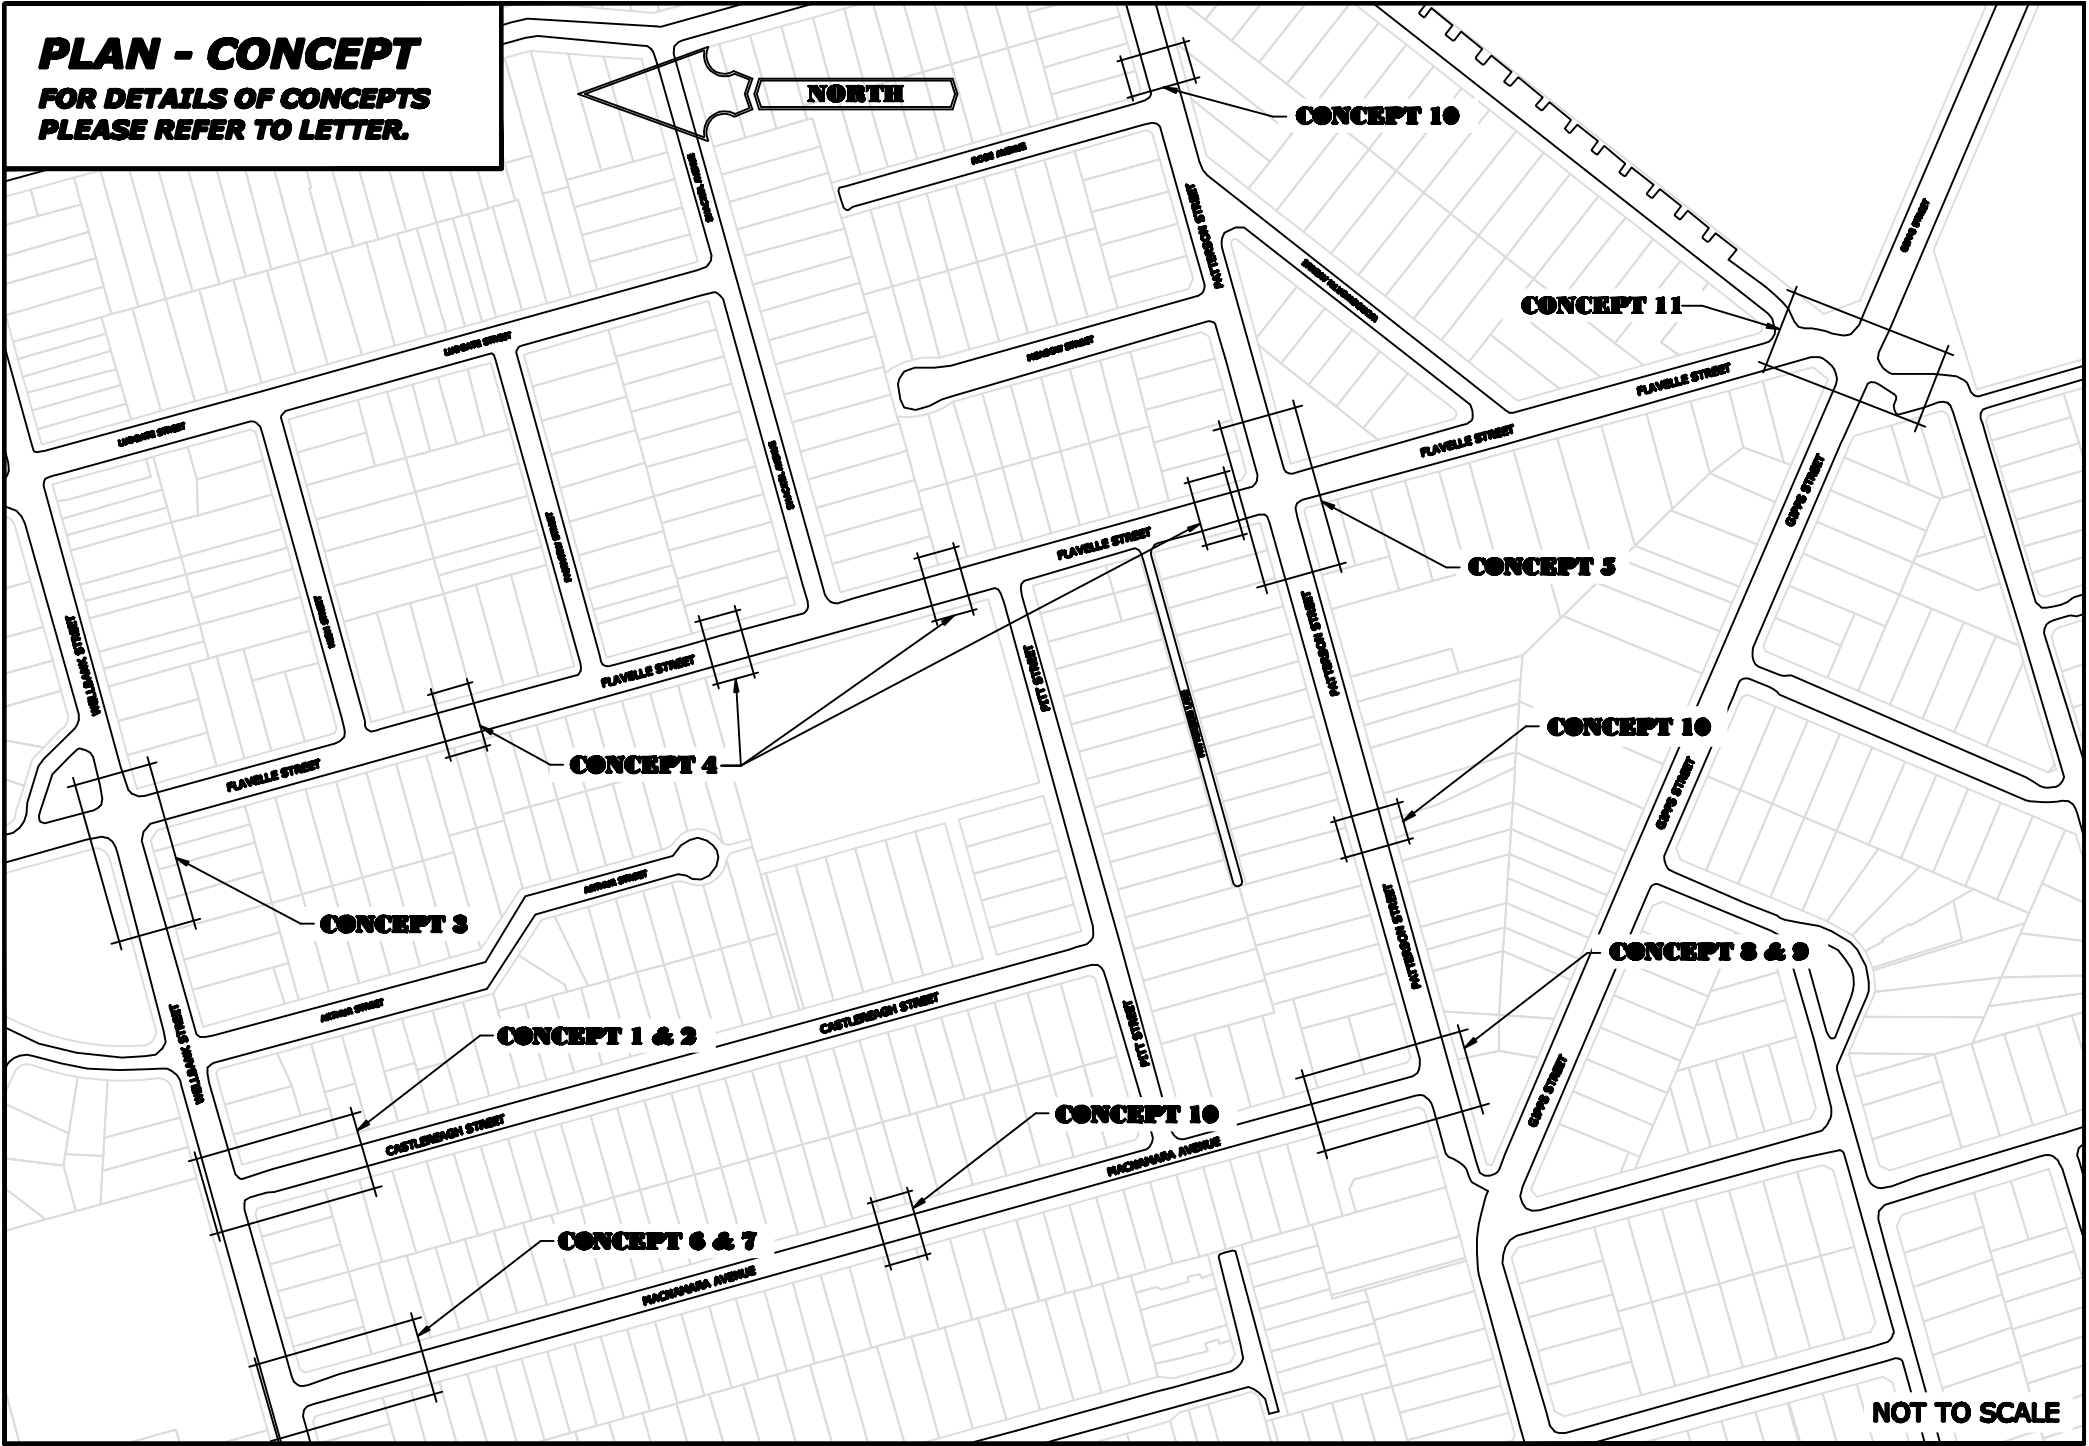 PLAN - CONCEPT
FOR DETAILS OF CONCEPTS
PLEASE REFER TO LETTER.
NORTH
CONCEPT 10
ROSE AVENUE
PATTERSON STREET
GIPPS STREET
CONCEPT 11
MEADOW STREET
FLAVELLE STREET
FLAVELLE STREET
GIPPS STREET
FLAVELLE STREET
CONCEPT 5
WELLBANK STREET
PITT STREET
PATTERSON STREET
FLAVELLE STREET
FLAVELLE STREET
CONCEPT 4
CONCEPT 10
GIPPS STREET
CONCEPT 3
PATTERSON STREET
CONCEPT 8 & 9
CASTLEREAGH STREET
CONCEPT 1 & 2
WELLBANK STREET
PITT STREET
GIPPS STREET
CASTLEREAGH STREET
CONCEPT 10
MACNAMARA AVENUE
CONCEPT 6 & 7
MACNAMARA AVENUE
NOT TO SCALE